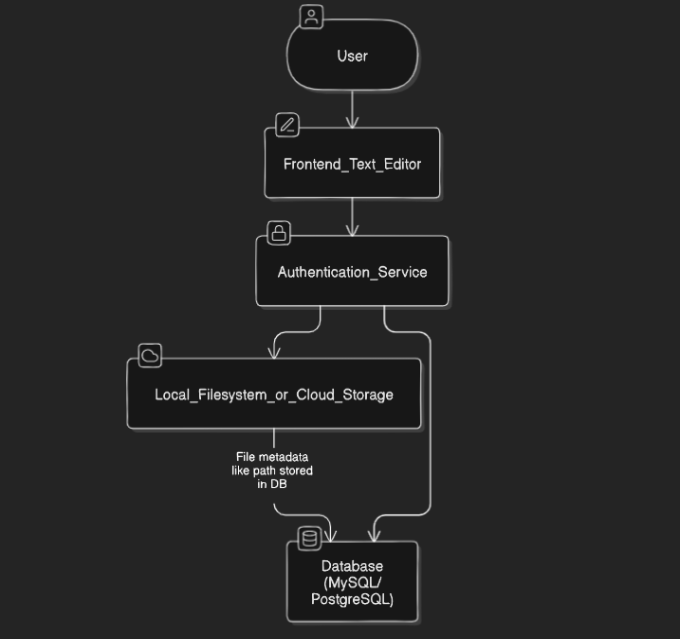 User
Frontend_Text_Editor
Authentication_Service
Local_Filesystem_or_Cloud_Storage
File metadata
like path stored
in DB
Database
(MySQL/
PostgreSQL)